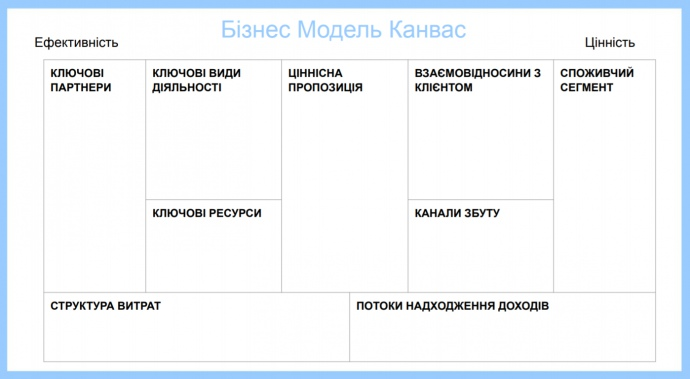 Бізнес Модель Канвас
Ефективність
Цінність
КЛЮЧОВІ
ПАРТНЕРИ
КЛЮЧОВІ ВИДИ
ДІЯЛЬНОСТІ
ЦІННІСНА
ПРОПОЗИЦІЯ
ВЗАЄМОВІДНОСИНИ З
КЛІЄНТОМ
СПОЖИВЧИЙ
СЕГМЕНТ
КЛЮЧОВІ РЕСУРСИ
КАНАЛИ ЗБУТУ
СТРУКТУРА ВИТРАТ
ПОТОКИ НАДХОДЖЕННЯ ДОХОДІВ